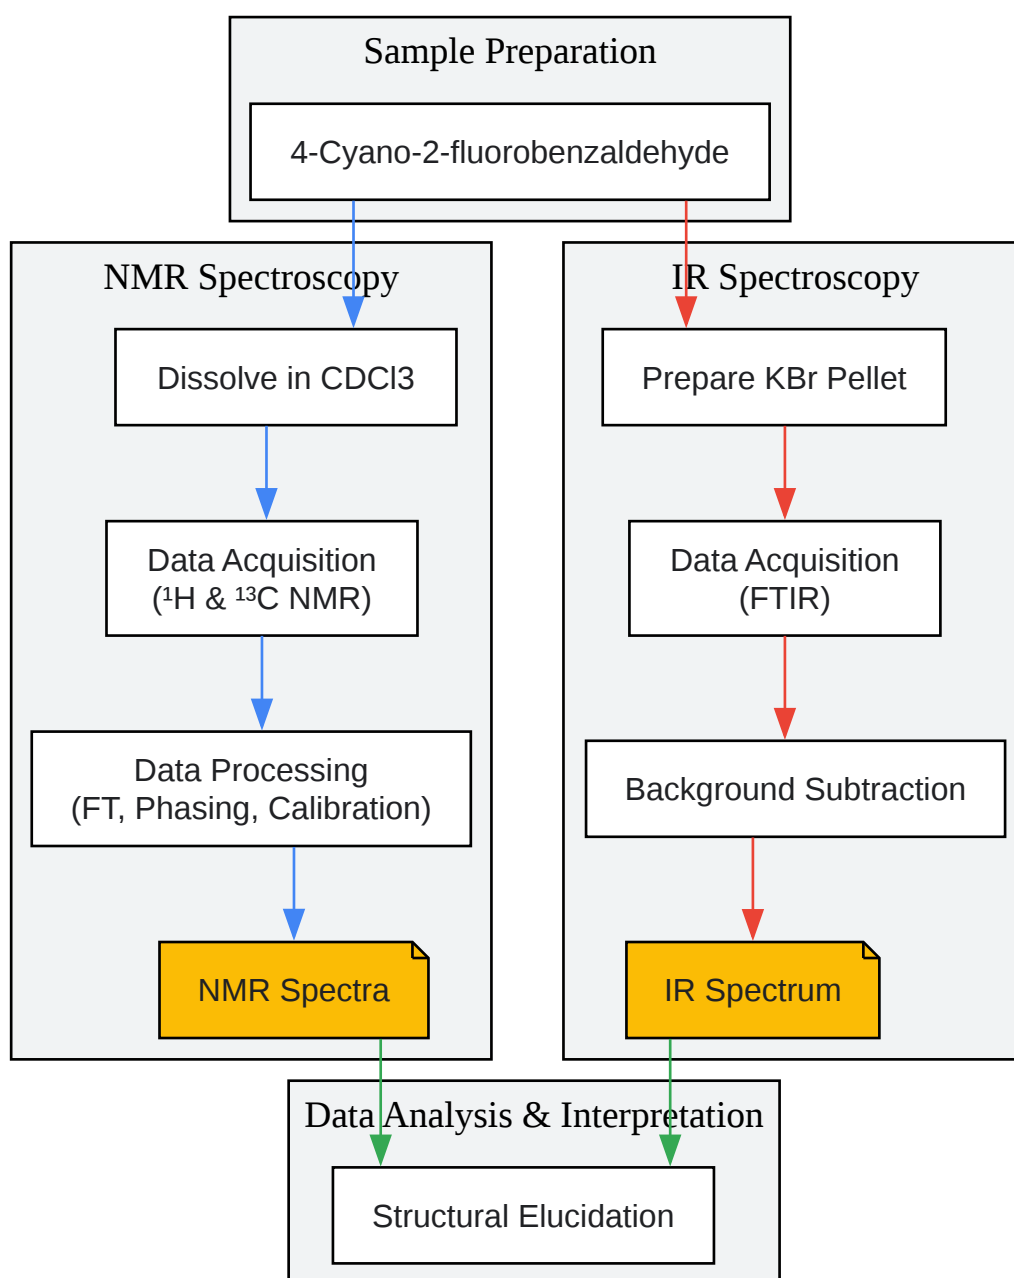 Sample Preparation
4-Cyano-2-fluorobenzaldehyde
NMR Spectroscopy
Dissolve in CDCl3
Data Acquisition
(¹H & ¹³C NMR)
Data Processing
(FT, Phasing, Calibration)
NMR Spectra
IR Spectroscopy
Prepare KBr Pellet
Data Acquisition
(FTIR)
Background Subtraction
IR Spectrum
Data Analysis & Interpretation
Structural Elucidation